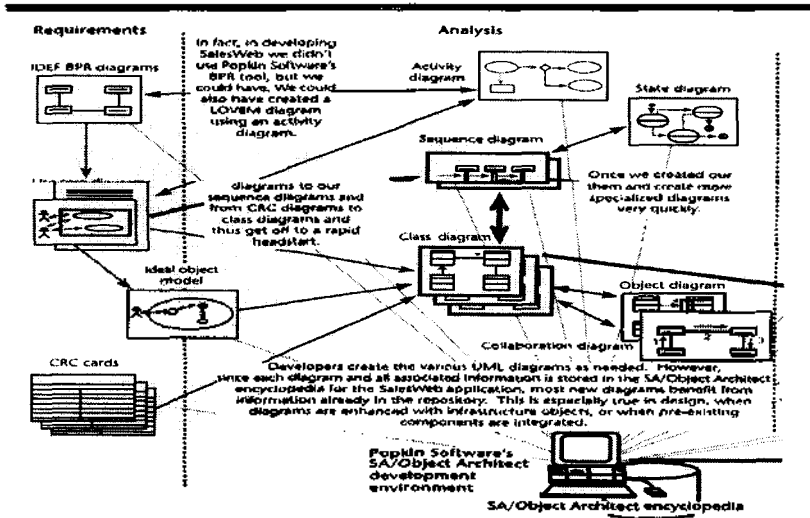 Requirements
Analysis
IDEF BPR diagrams
In fact, in developing
SalesWeb we didn't
use Popkin Software's
BPR tool, but we
could have. We could
also have created a
LOVEM diagram
using an activity
diagram.
Activity
diagram
State diagram
Sequence diagram
diagrams to our
sequence diagrams and
from CRC diagrams to
class diagrams and
thus get off to a rapid
headstart.
Once we created our
them and create more
specialized diagrams
very quickly.
Class diagram
Ideal object
model
Object diagram
Collaboration diagram
CRC cards
Developers create the various UML diagrams as needed. However,
since each diagram and all associated information is stored in the SA/Object Architect
encyclopedia for the SalesWeb application, most new diagrams benefit from
information already in the repository. This is especially true in design, when
diagrams are enhanced with infrastructure objects, or when pre-existing
components are integrated.
Popkin Software's
SA/Object Architect
development
environment
SA/Object Architect encyclopedia